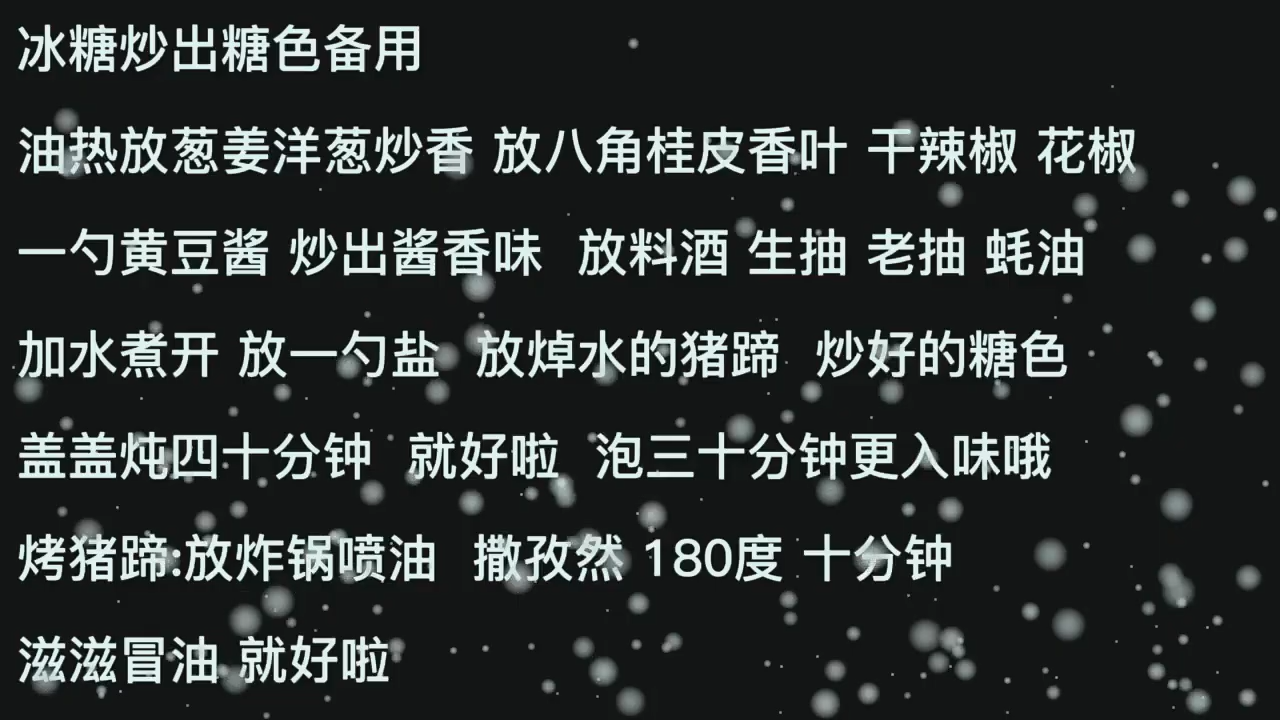 冰糖炒出糖色备用
油热放葱姜洋葱炒香 放八角桂皮香叶 干辣椒 花椒
一勺黄豆酱 炒出酱香味 放料酒 生抽 老抽 蚝油
加水煮开 放一勺盐 放焯水的猪蹄 炒好的糖色
盖盖炖四十分钟 就好啦 泡三十分钟更入味哦
烤猪蹄:放炸锅喷油 撒孜然 180度 十分钟
滋滋冒油 就好啦